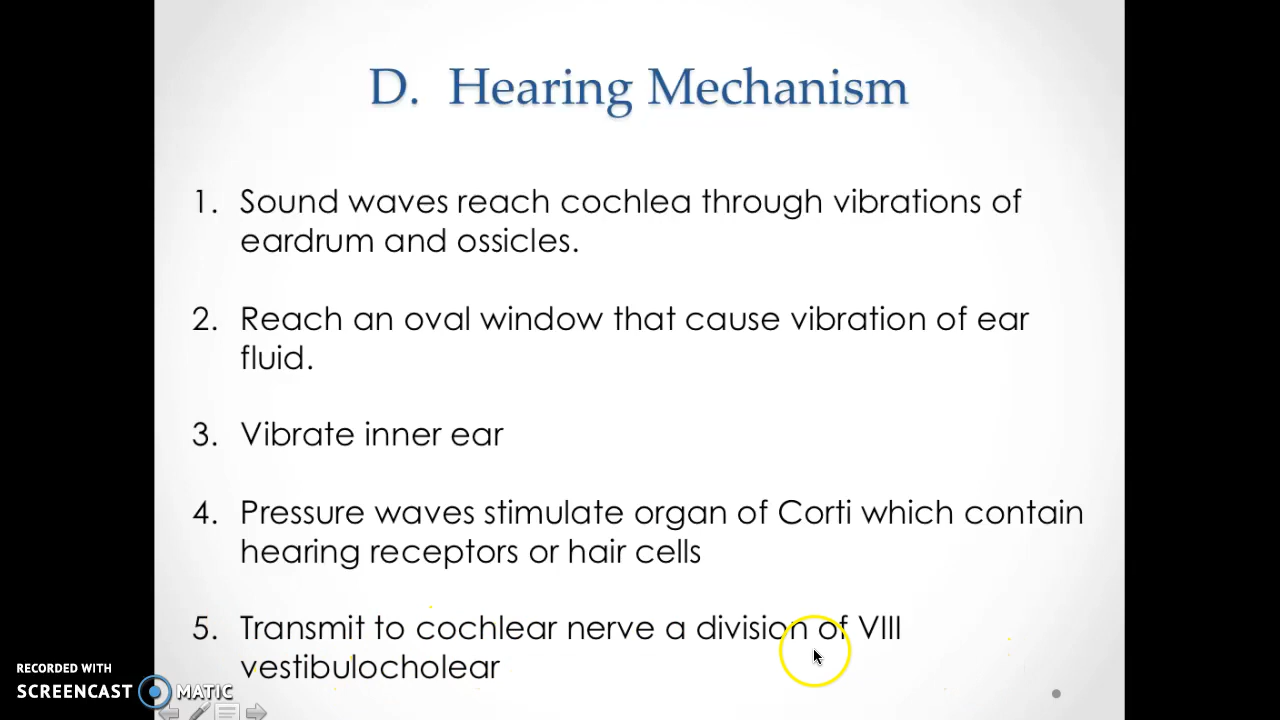 D. Hearing Mechanism
1. Sound waves reach cochlea through vibrations of
eardrum and ossicles.
2. Reach an oval window that cause vibration of ear
fluid.
3. Vibrate inner ear
4. Pressure waves stimulate organ of Corti which contain
hearing receptors or hair cells
5. Transmit to cochlear nerve a division of VIII
vestibulocholear
RECORDED WITH
SCREENCAST MATIC